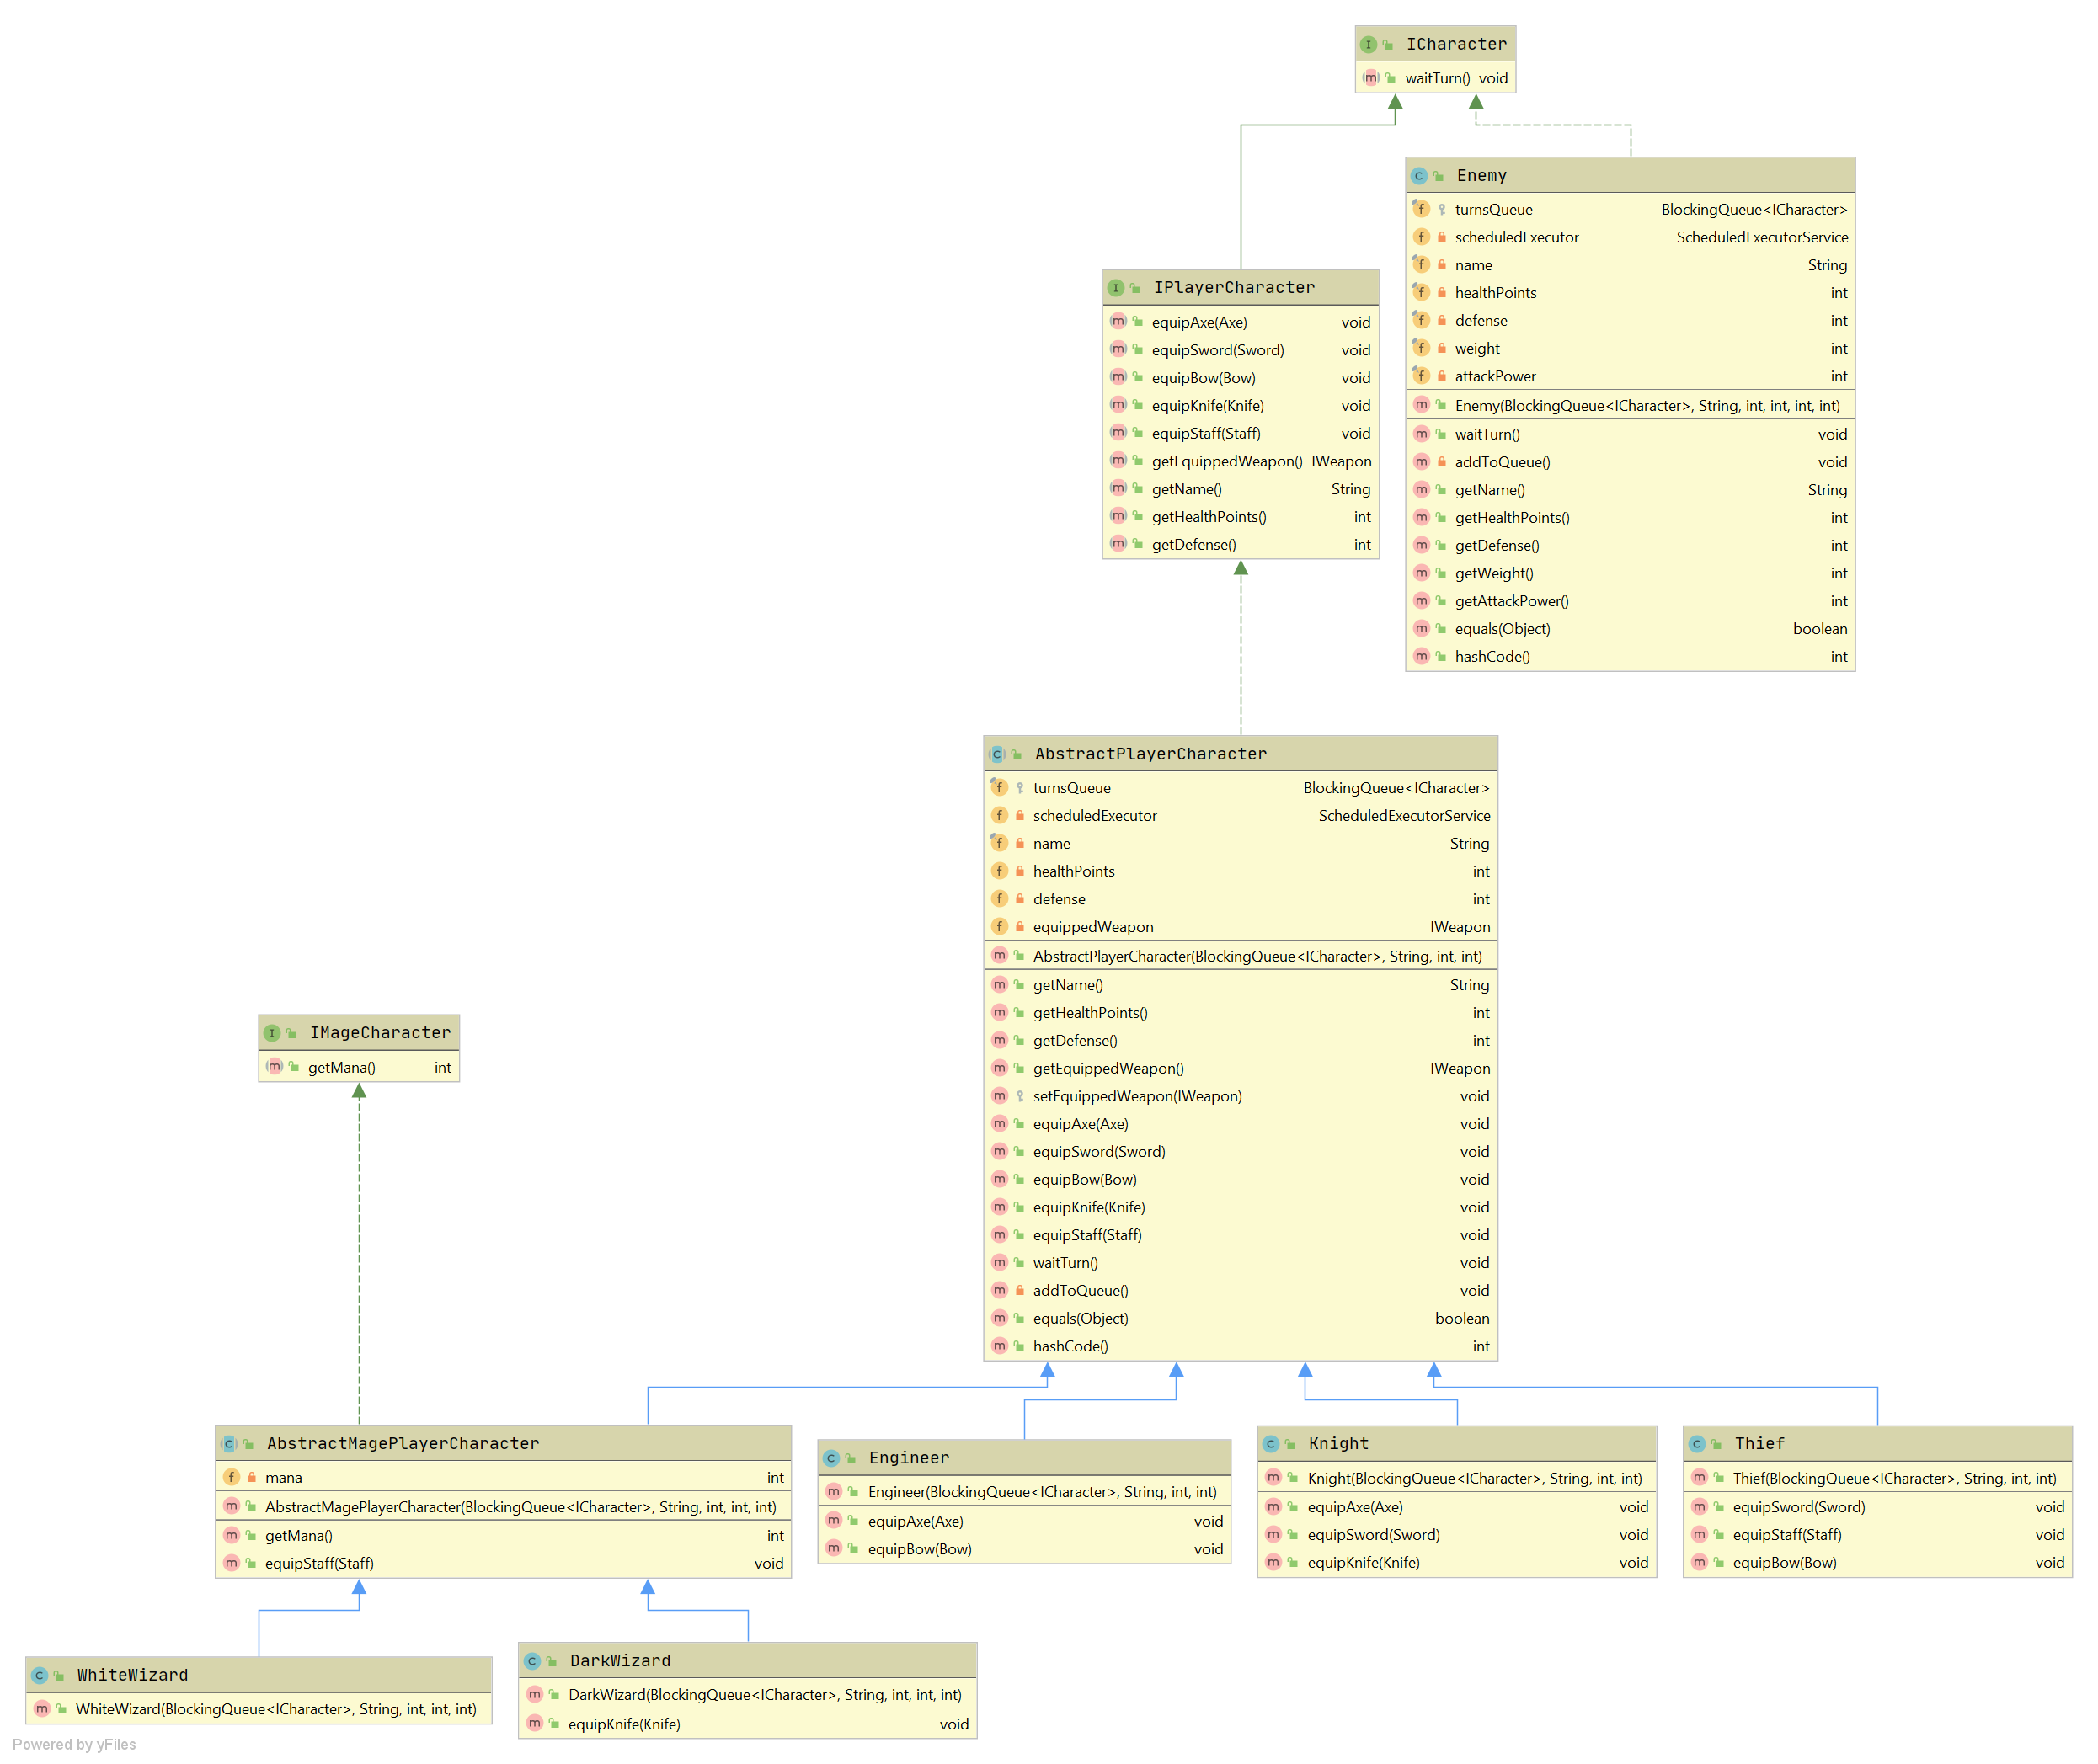 ICharacter
waitTurn() void
Enemy
turnsQueue BlockingQueue<ICharacter>
scheduledExecutor ScheduledExecutorService
name String
healthPoints int
defense int
weight int
attackPower int
Enemy(BlockingQueue<ICharacter>, String, int, int, int, int)
waitTurn() void
addToQueue() void
getName() String
getHealthPoints() int
getDefense() int
getWeight() int
getAttackPower() int
equals(Object) boolean
hashCode() int
IPlayerCharacter
equipAxe(Axe) void
equipSword(Sword) void
equipBow(Bow) void
equipKnife(Knife) void
equipStaff(Staff) void
getEquippedWeapon() IWeapon
getName() String
getHealthPoints() int
getDefense() int
AbstractPlayerCharacter
turnsQueue BlockingQueue<ICharacter>
scheduledExecutor ScheduledExecutorService
name String
healthPoints int
defense int
equippedWeapon IWeapon
AbstractPlayerCharacter(BlockingQueue<ICharacter>, String, int, int)
getName() String
getHealthPoints() int
getDefense() int
getEquippedWeapon() IWeapon
setEquippedWeapon(IWeapon) void
equipAxe(Axe) void
equipSword(Sword) void
equipBow(Bow) void
equipKnife(Knife) void
equipStaff(Staff) void
waitTurn() void
addToQueue() void
equals(Object) boolean
hashCode() int
IMageCharacter
getMana() int
AbstractMagePlayerCharacter
mana int
AbstractMagePlayerCharacter(BlockingQueue<ICharacter>, String, int, int, int)
getMana() int
equipStaff(Staff) void
Engineer
Engineer(BlockingQueue<ICharacter>, String, int, int)
equipAxe(Axe) void
equipBow(Bow) void
Knight
Knight(BlockingQueue<ICharacter>, String, int, int)
equipAxe(Axe) void
equipSword(Sword) void
equipKnife(Knife) void
Thief
Thief(BlockingQueue<ICharacter>, String, int, int)
equipSword(Sword) void
equipStaff(Staff) void
equipBow(Bow) void
WhiteWizard
WhiteWizard(BlockingQueue<ICharacter>, String, int, int, int)
DarkWizard
DarkWizard(BlockingQueue<ICharacter>, String, int, int, int)
equipKnife(Knife) void
Powered by yFiles